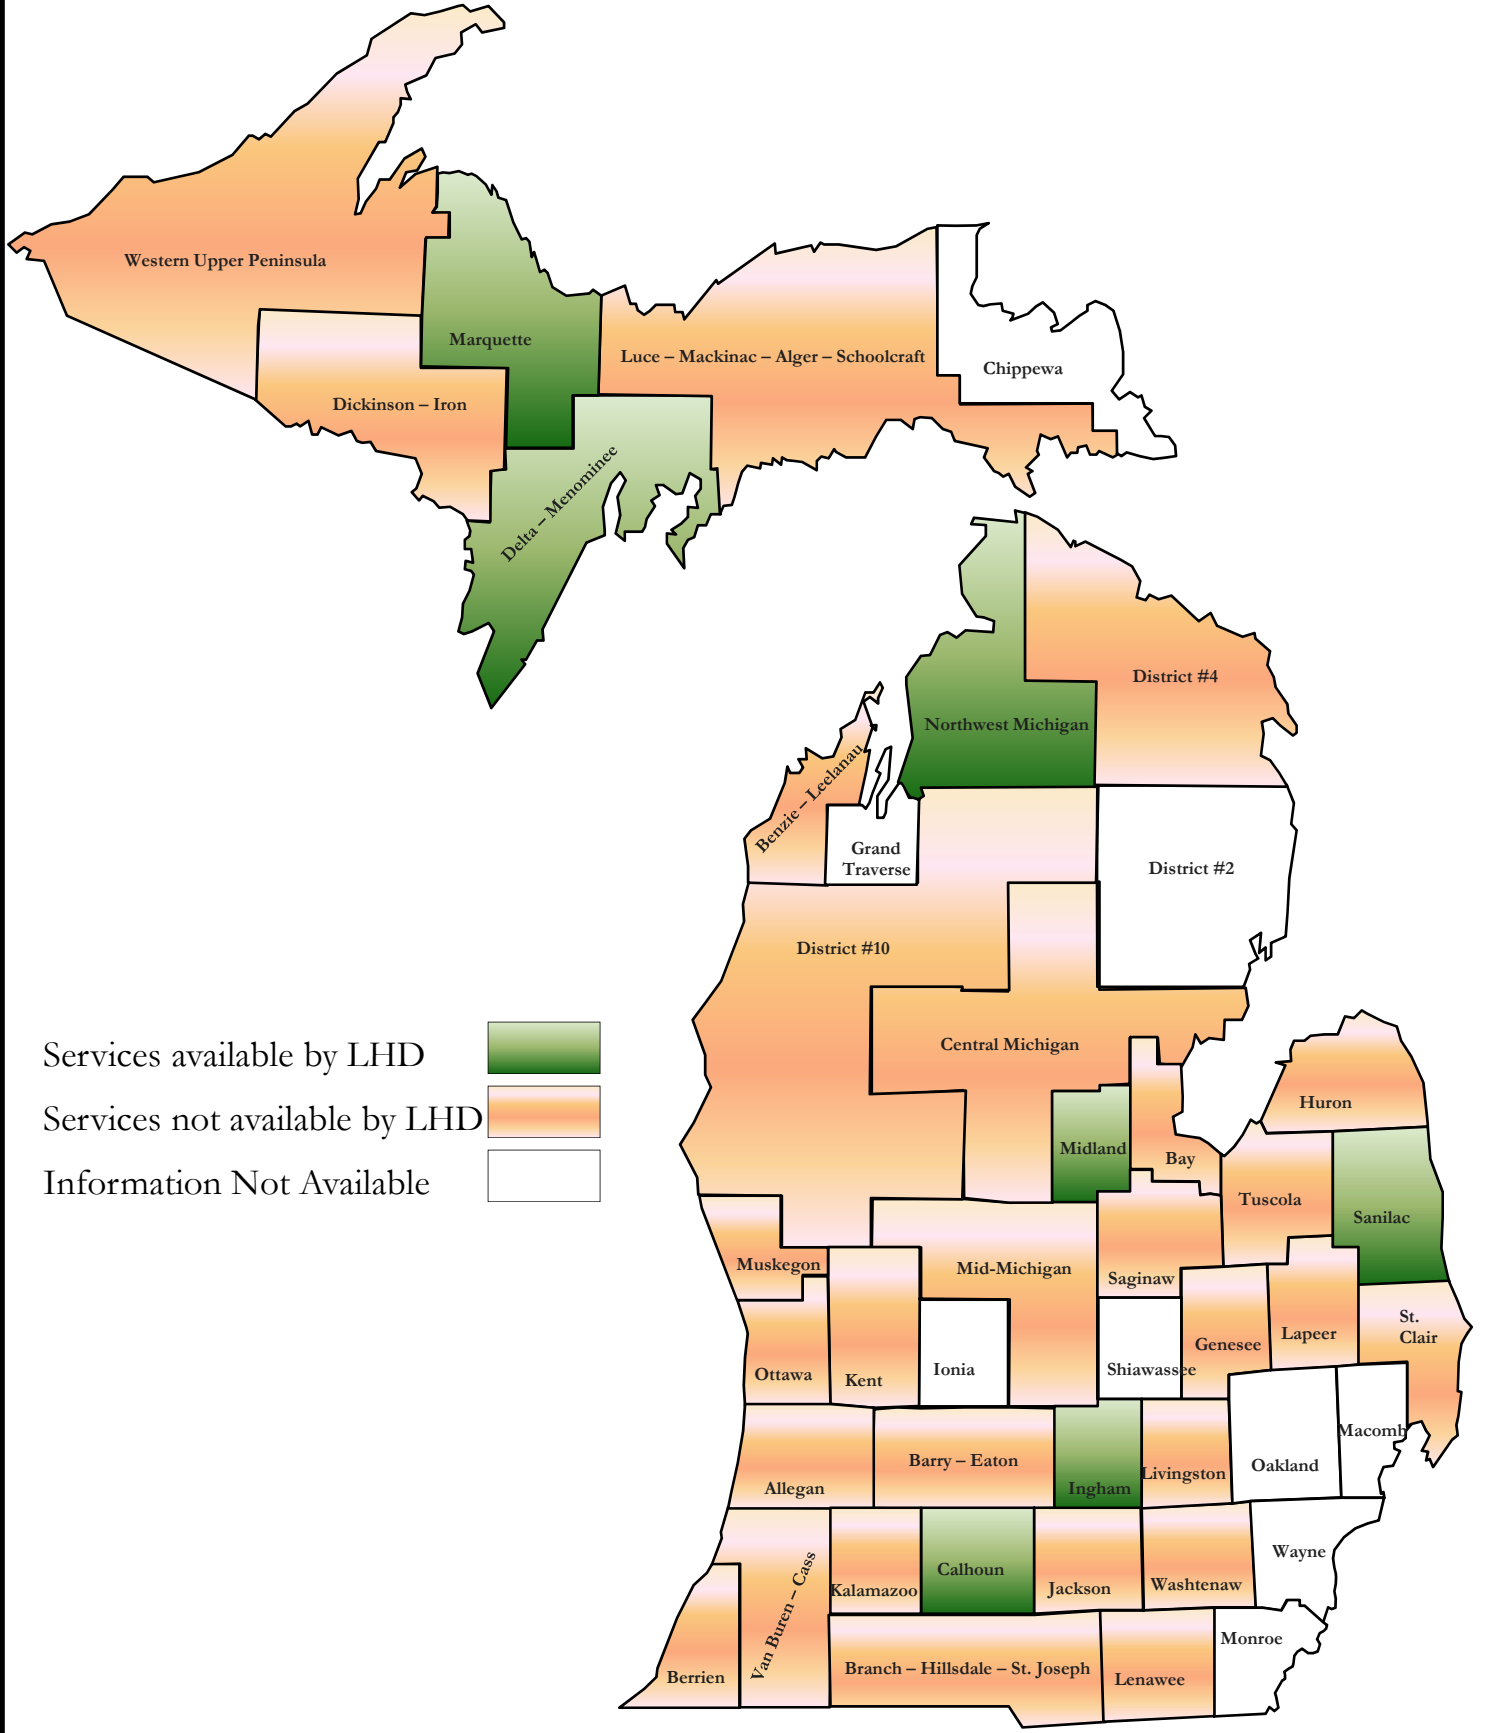 Western Upper Peninsula
Marquette
Dickinson – Iron
Luce – Mackinac – Alger – Schoolcraft
Chippewa
Delta – Menominee
District #4
Northwest Michigan
Benzie – Leelanau
Grand
Traverse
District #2
District #10
Central Michigan
Services available by LHD
Services not available by LHD
Information Not Available
Huron
Midland
Bay
Tuscola
Sanilac
Muskegon
Mid-Michigan
Saginaw
St.
Clair
Lapeer
Genesee
Ottawa
Kent
Ionia
Shiawassee
Macomb
Oakland
Livingston
Ingham
Barry – Eaton
Allegan
Wayne
Washtenaw
Jackson
Calhoun
Kalamazoo
Van Buren – Cass
Monroe
Lenawee
Branch – Hillsdale – St. Joseph
Berrien